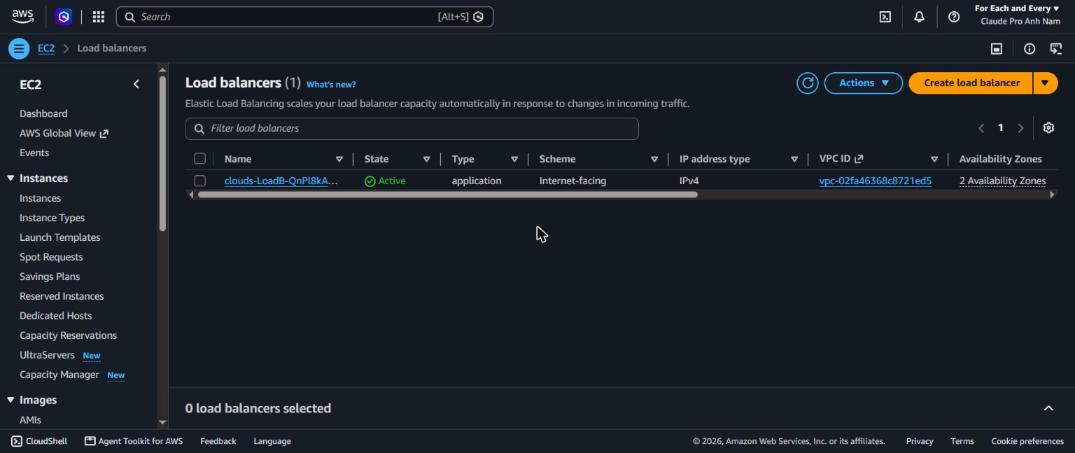 aws
Search [Alt+S]
For Each and Every
Claude Pro Anh Nam
EC2 > Load balancers
EC2
Dashboard
AWS Global View
Events
Instances
Instances
Instance Types
Launch Templates
Spot Requests
Savings Plans
Reserved Instances
Dedicated Hosts
Capacity Reservations
UltraServers New
Capacity Manager New
Images
AMIs
Load balancers (1) What's new?
Actions
Create load balancer
Elastic Load Balancing scales your load balancer capacity automatically in response to changes in incoming traffic.
Filter load balancers
1
Name State Type Scheme IP address type VPC ID Availability Zones
clouds-LoadB-QnPl8kA... Active application Internet-facing IPv4 vpc-02fa46368c8721ed5 2 Availability Zones
0 load balancers selected
CloudShell Agent Toolkit for AWS Feedback Language © 2026, Amazon Web Services, Inc. or its affiliates. Privacy Terms Cookie preferences